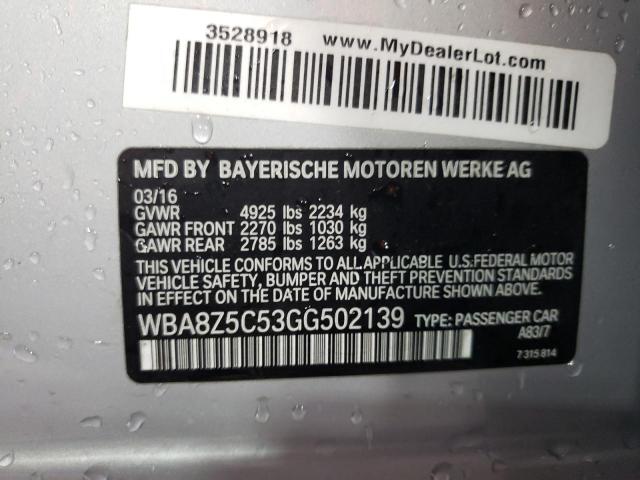 3528918 www.MyDealerLot.com
MFD BY BAYERISCHE MOTOREN WERKE AG
03/16
GVWR 4925 lbs 2234 kg
GAWR FRONT 2270 lbs 1030 kg
GAWR REAR 2785 lbs 1263 kg
THIS VEHICLE CONFORMS TO ALL APPLICABLE U.S.FEDERAL MOTOR
VEHICLE SAFETY, BUMPER AND THEFT PREVENTION STANDARDS
IN EFFECT ON THE DATE OF MANUFACTURE SHOWN ABOVE.
WBA8Z5C53GG502139 TYPE: PASSENGER CAR
A83/7
7 315 814